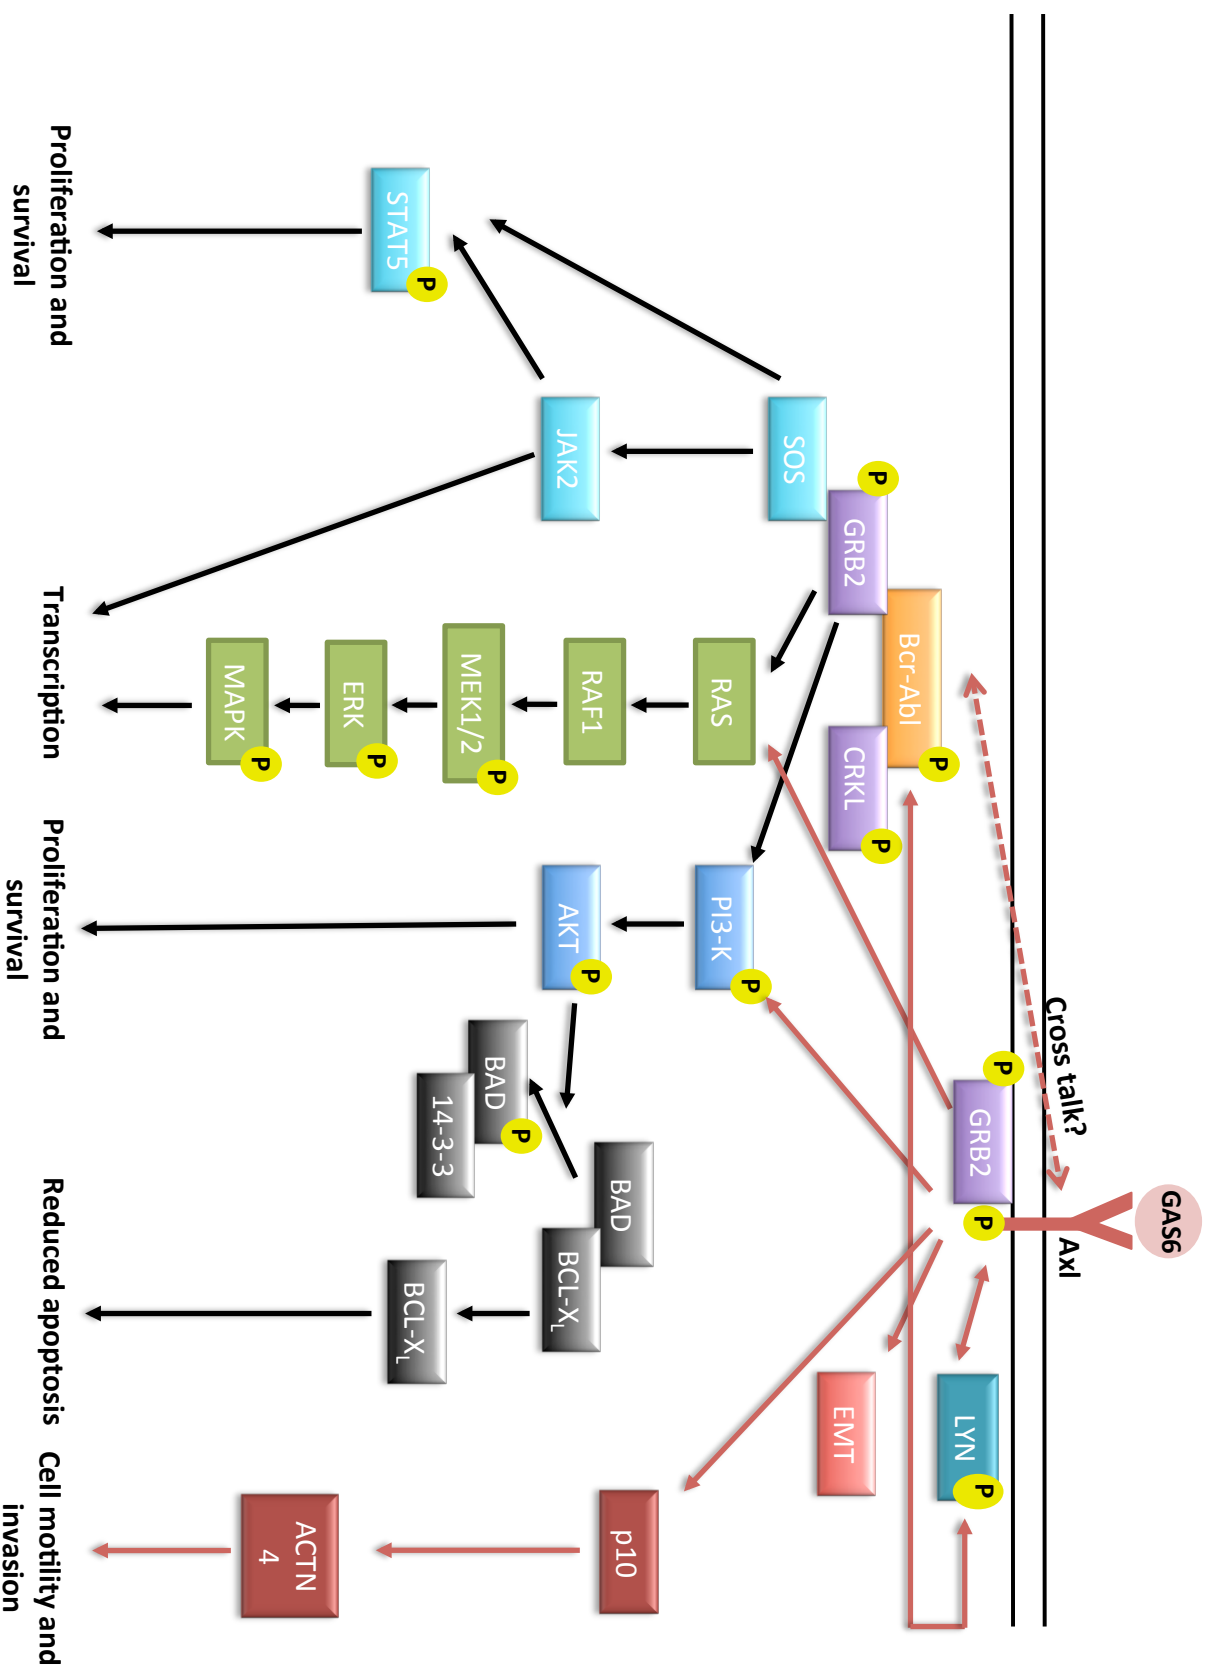 GAS6
Axl
Cross talk?
P
GRB2
P
LYN
P
Bcr-Abl
P
P
GRB2
CRKL
P
EMT
SOS
RAS
PI3-K
P
p10
JAK2
RAF1
AKT
P
BAD
BCL-XL
BAD
P
14-3-3
STAT5
P
MEK1/2
P
BCL-XL
ERK
P
ACTN
4
MAPK
P
Proliferation and
survival
Transcription
Proliferation and
survival
Reduced apoptosis
Cell motility and
invasion